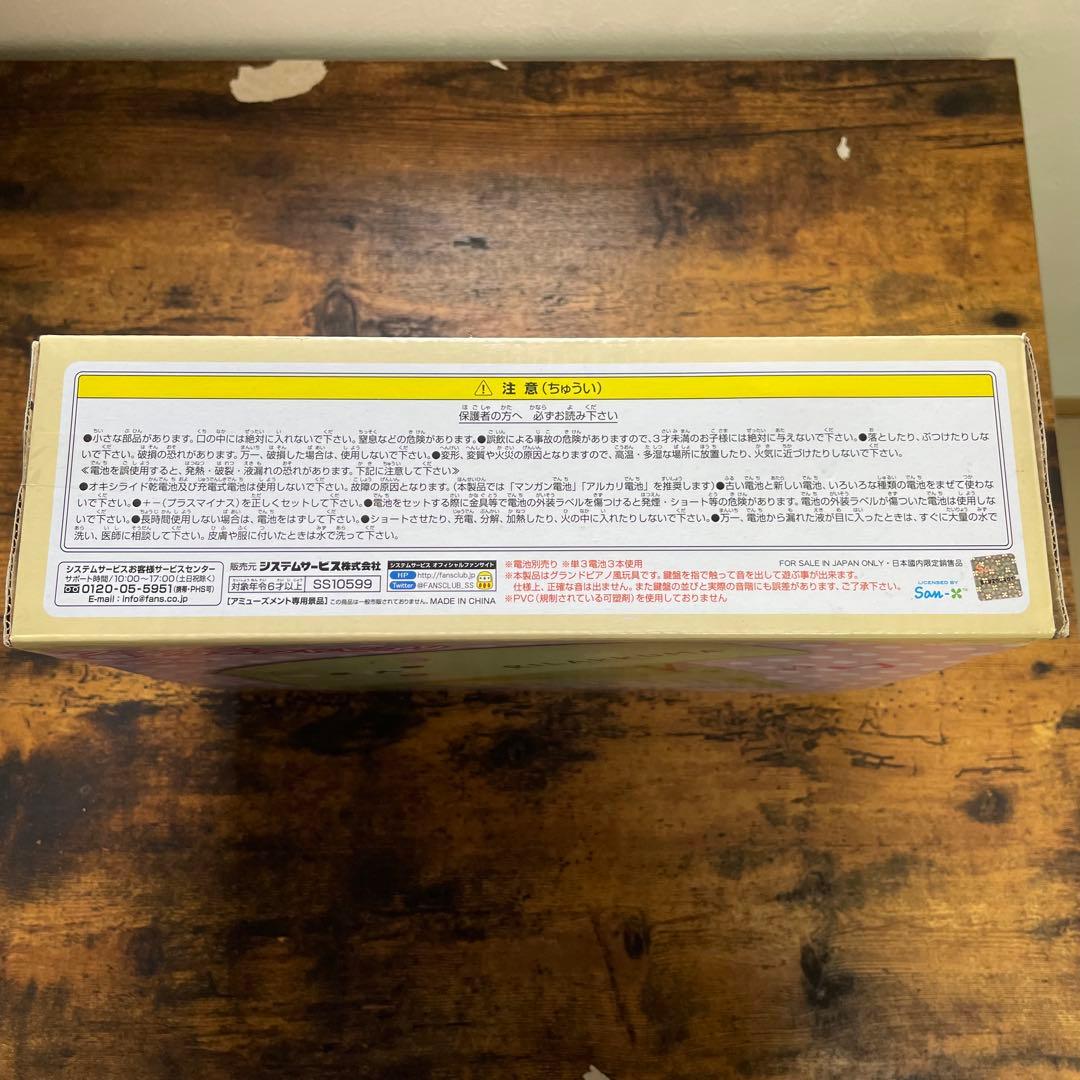 ⚠ 注意(ちゅうい)
保護者の方へ 必ずお読み下さい
●小さな部品があります。口の中には絶対に入れないで下さい。窒息などの危険があります。●誤飲による事故の危険がありますので、3才未満のお子様には絶対に与えないで下さい。●落としたり、ぶつけたりしな
いで下さい。破損の恐れがあります。万一、破損した場合は、使用しないで下さい。●変形、変質や火災の原因となりますので、高温・多湿な場所に放置したり、火気に近づけたりしないで下さい。
≪電池を誤使用すると、発熱・破裂・液漏れの恐れがあります。下記に注意して下さい≫
●オキシライド乾電池及び充電式電池は使用しないで下さい。故障の原因となります。(本製品では「マンガン電池」「アルカリ電池」を推奨します)●古い電池と新しい電池、いろいろな種類の電池をまぜて使わな
いで下さい。●+-(プラスマイナス)を正しくセットして下さい。●電池をセットする際に金具等で電池の外装ラベルを傷つけると発煙・ショート等の危険があります。電池の外装ラベルが傷ついた電池は使用しな
いで下さい。●長時間使用しない場合は、電池をはずして下さい。●ショートさせたり、充電、分解、加熱したり、火の中に入れたりしないで下さい。●万一、電池から漏れた液が目に入ったときは、すぐに大量の水で
洗い、医師に相談して下さい。皮膚や服に付いたときは水で洗って下さい。
システムサービスお客様サービスセンター
サポート時間/10:00~17:00(土日祝除く)
0120-05-5951(携帯・PHS可)
E-mail:info@fans.co.jp
販売元 システムサービス株式会社
対象年令6才以上 SS10599
【アミューズメント専用景品】この商品は一般市販されておりません。 MADE IN CHINA
システムサービス オフィシャルファンサイト
HP http://fansclub.jp
Twitter @FANSCLUB_SS
※電池別売り ※単3電池3本使用
※本製品はグランドピアノ風玩具です。鍵盤を指で触って音を出して遊ぶ事が出来ます。
仕様上、正確な音は出ません。また鍵盤の並びと実際の音階にも誤差があります、ご了承下さい。
※PVC(規制されている可塑剤)を使用しておりません
FOR SALE IN JAPAN ONLY・日本國内限定銷售品
LICENSED BY
San-X™
RILAKKUMA